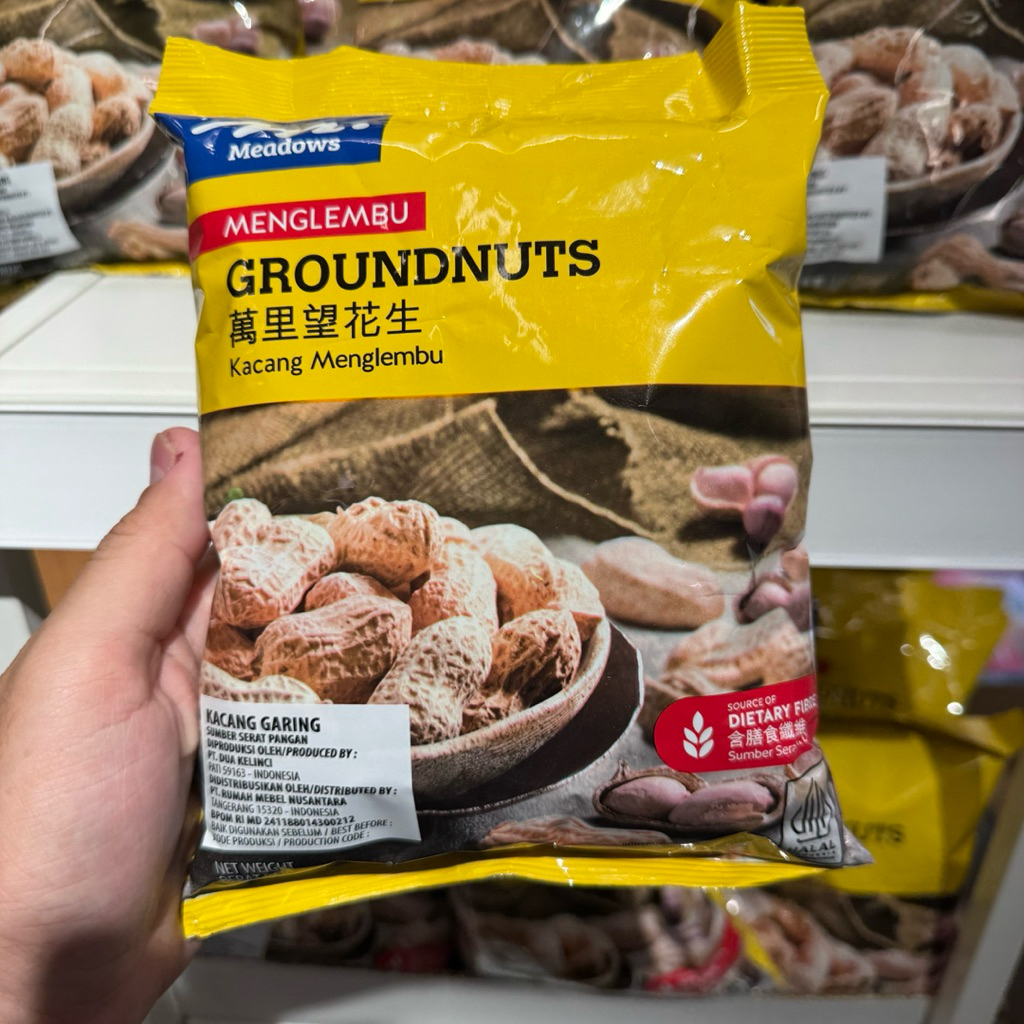 Meadows
MENGLEMBU
GROUNDNUTS
萬里望花生
Kacang Menglembu
SOURCE OF
DIETARY FIBRE
含膳食纖維
Sumber Serat
KACANG GARING
SUMBER SERAT PANGAN
DIPRODUKSI OLEH/PRODUCED BY :
PT. DUA KELINCI
PATI 59163 - INDONESIA
DIDISTRIBUSIKAN OLEH/DISTRIBUTED BY :
PT. RUMAH MEBEL NUSANTARA
TANGERANG 15320 - INDONESIA
BPOM RI MD 241188014300212
BAIK DIGUNAKAN SEBELUM / BEST BEFORE :
KODE PRODUKSI / PRODUCTION CODE :
NET WEIGHT
HALAL
INDONESIA
NUTS